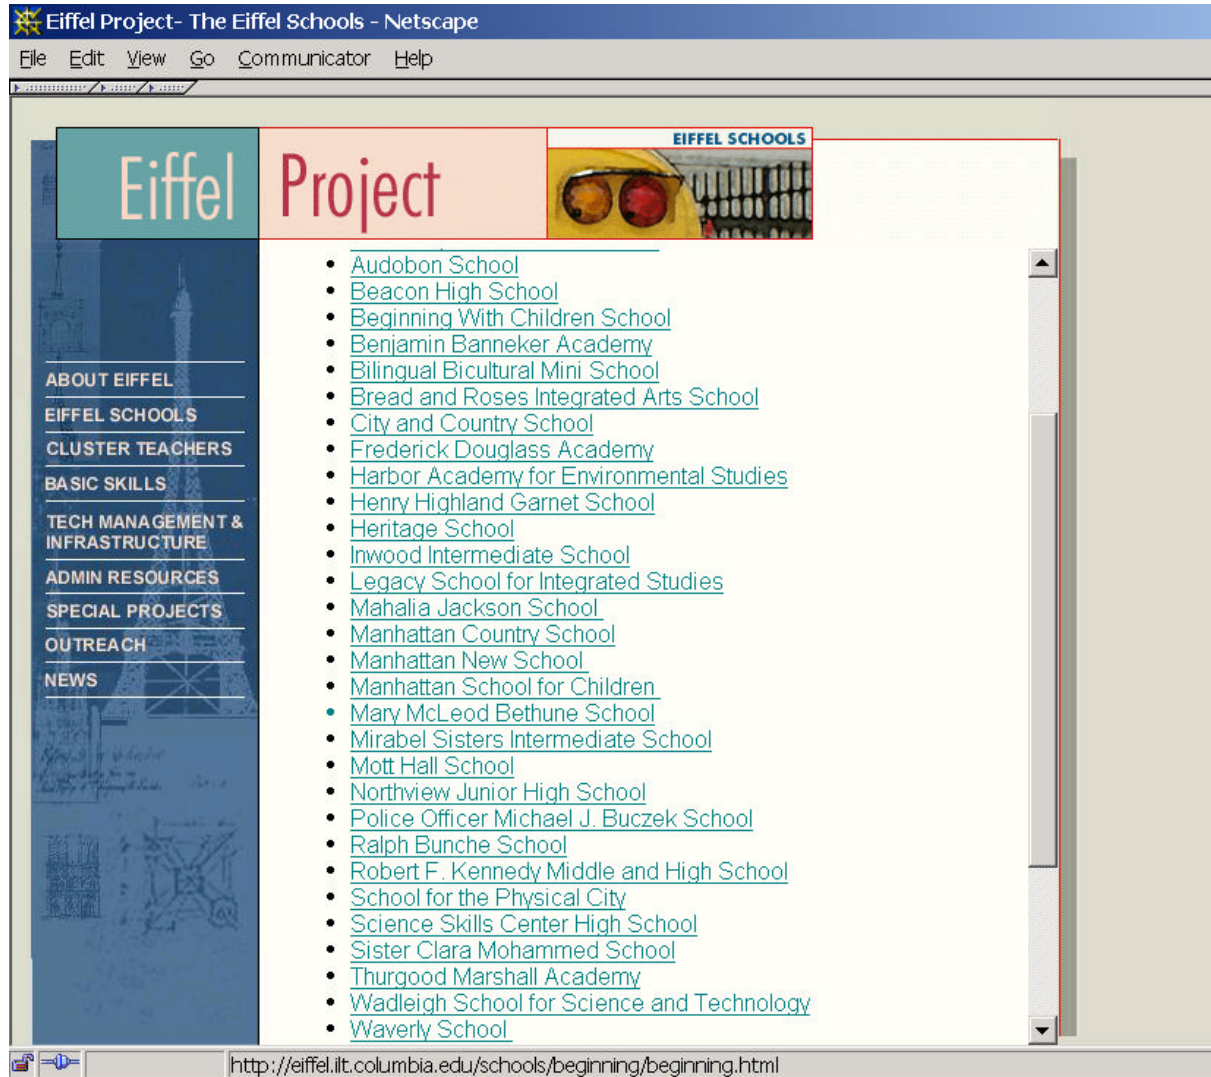 Eiffel Project- The Eiffel Schools - Netscape
File Edit View Go Communicator Help
EIFFEL SCHOOLS
Eiffel Project
ABOUT EIFFEL
EIFFEL SCHOOLS
CLUSTER TEACHERS
BASIC SKILLS
TECH MANAGEMENT &
INFRASTRUCTURE
ADMIN RESOURCES
SPECIAL PROJECTS
OUTREACH
NEWS
Audobon School
Beacon High School
Beginning With Children School
Benjamin Banneker Academy
Bilingual Bicultural Mini School
Bread and Roses Integrated Arts School
City and Country School
Frederick Douglass Academy
Harbor Academy for Environmental Studies
Henry Highland Garnet School
Heritage School
Inwood Intermediate School
Legacy School for Integrated Studies
Mahalia Jackson School
Manhattan Country School
Manhattan New School
Manhattan School for Children
Mary McLeod Bethune School
Mirabel Sisters Intermediate School
Mott Hall School
Northview Junior High School
Police Officer Michael J. Buczek School
Ralph Bunche School
Robert F. Kennedy Middle and High School
School for the Physical City
Science Skills Center High School
Sister Clara Mohammed School
Thurgood Marshall Academy
Wadleigh School for Science and Technology
Waverly School
http://eiffel.ilt.columbia.edu/schools/beginning/beginning.html